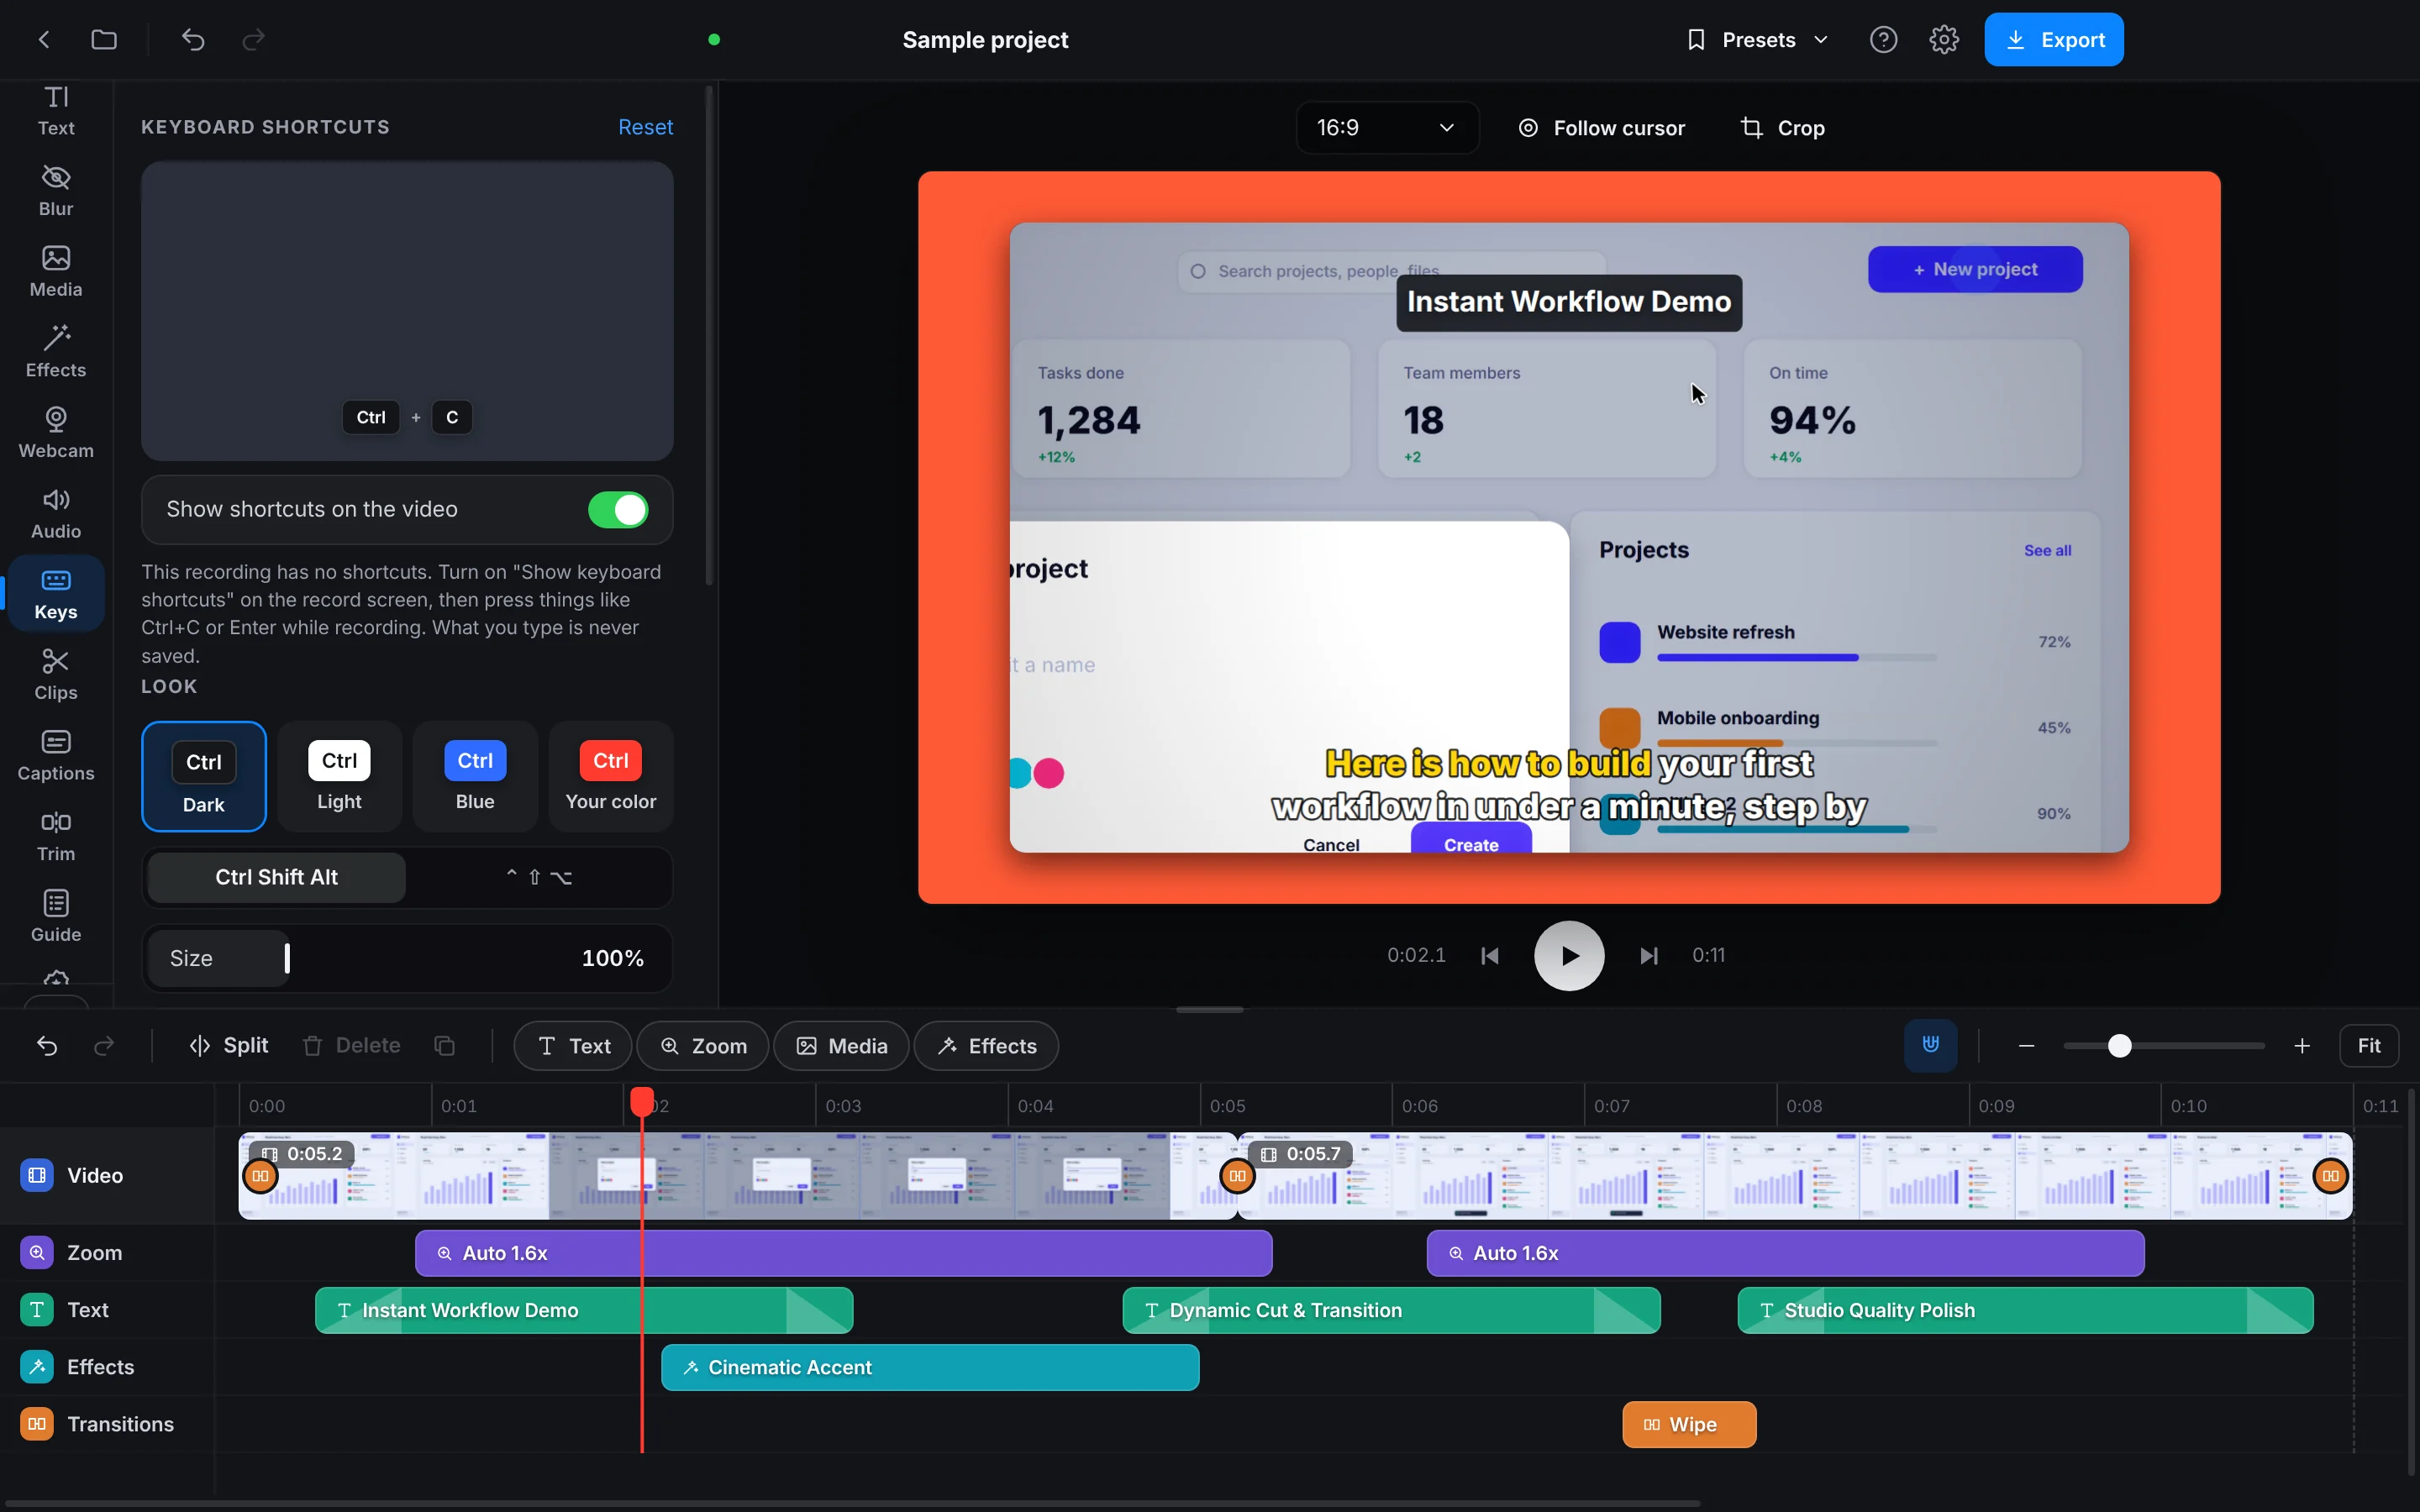 Sample project
Presets
Export
Text
Blur
Media
Effects
Webcam
Audio
Keys
Clips
Captions
Trim
Guide
KEYBOARD SHORTCUTS
Reset
Ctrl + C
Show shortcuts on the video
This recording has no shortcuts. Turn on "Show keyboard
shortcuts" on the record screen, then press things like
Ctrl+C or Enter while recording. What you type is never
saved.
LOOK
Ctrl Ctrl Ctrl Ctrl
Dark Light Blue Your color
Ctrl Shift Alt ⌃ ⇧ ⌥
Size 100%
16:9
Follow cursor
Crop
Search projects, people, files
+ New project
Instant Workflow Demo
Tasks done
1,284
+12%
Team members
18
+2
On time
94%
+4%
project
t a name
Cancel
Create
Projects
See all
Website refresh
72%
Mobile onboarding
45%
90%
Here is how to build your first
workflow in under a minute, step by
0:02.1
0:11
Split
Delete
Text
Zoom
Media
Effects
Fit
0:00 0:01 02 0:03 0:04 0:05 0:06 0:07 0:08 0:09 0:10 0:11
Video
0:05.2
0:05.7
Zoom
Auto 1.6x
Auto 1.6x
Text
Instant Workflow Demo
Dynamic Cut & Transition
Studio Quality Polish
Effects
Cinematic Accent
Transitions
Wipe